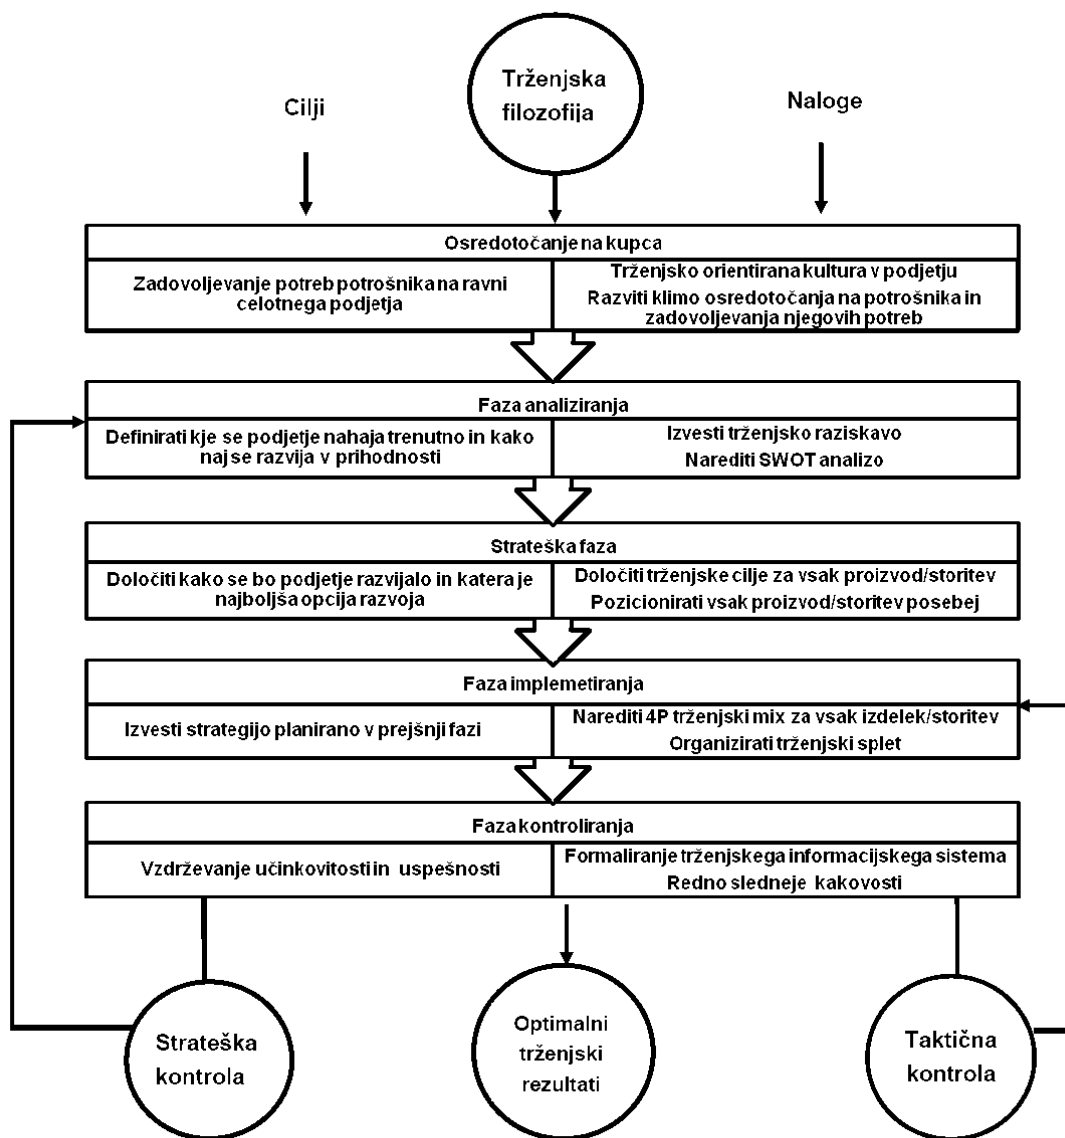 Tržnjska
filozofija
Cilji
Naloge
Osredotočanje na kupca
Zadovoljevanje potreb potrošnika na ravni
celotnega podjetja
Trženjsko orientirana kultura v podjetju
Razviti klimo osredotočanja na potrošnika in
zadovoljevanja njegovih potreb
Faza analiziranja
Definirati kje se podjetje nahaja trenutno in kako
naj se razvija v prihodnosti
Izvesti trženjsko raziskavo
Narediti SWOT analizo
Strateška faza
Določiti kako se bo podjetje razvijalo in katera je
najboljša opcija razvoja
Določiti trženjske cilje za vsak proizvod/storitev
Pozicionirati vsak proizvod/storitev posebej
Faza implemetiranja
Izvesti strategijo planirano v prejšnji fazi
Narediti 4P trženjski mix za vsak izdelek/storitev
Organizirati trženjski splet
Faza kontroliranja
Vzdrževanje učinkovitosti in uspešnosti
Formaliranje trženjskega informacijskega sistema
Redno sledneje kakovosti
Strateška
kontrola
Optimalni
trženjski
rezultati
Taktična
kontrola